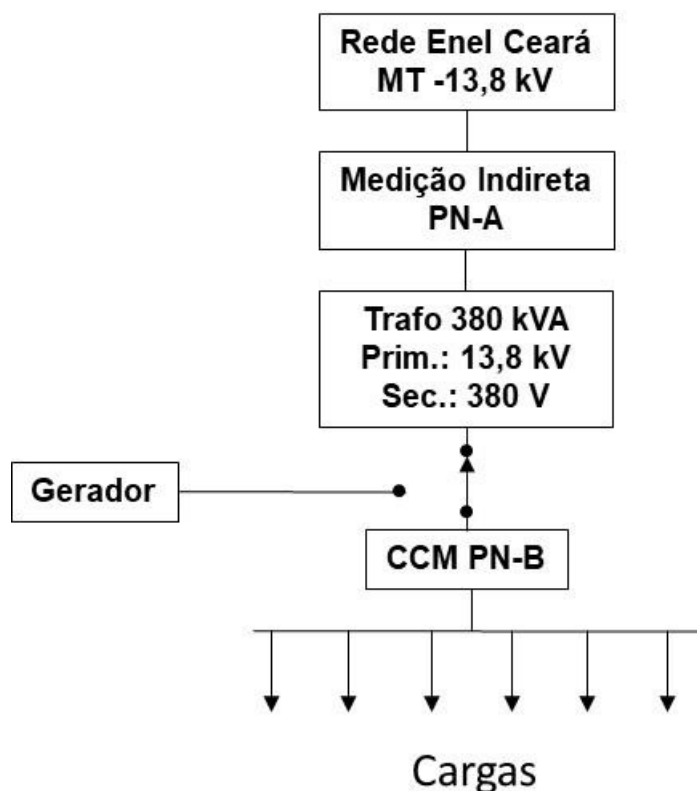 Rede Enel Ceará
MT -13,8 kV
Medição Indireta
PN-A
Trafo 380 kVA
Prim.: 13,8 kV
Sec.: 380 V
Gerador
CCM PN-B
Cargas